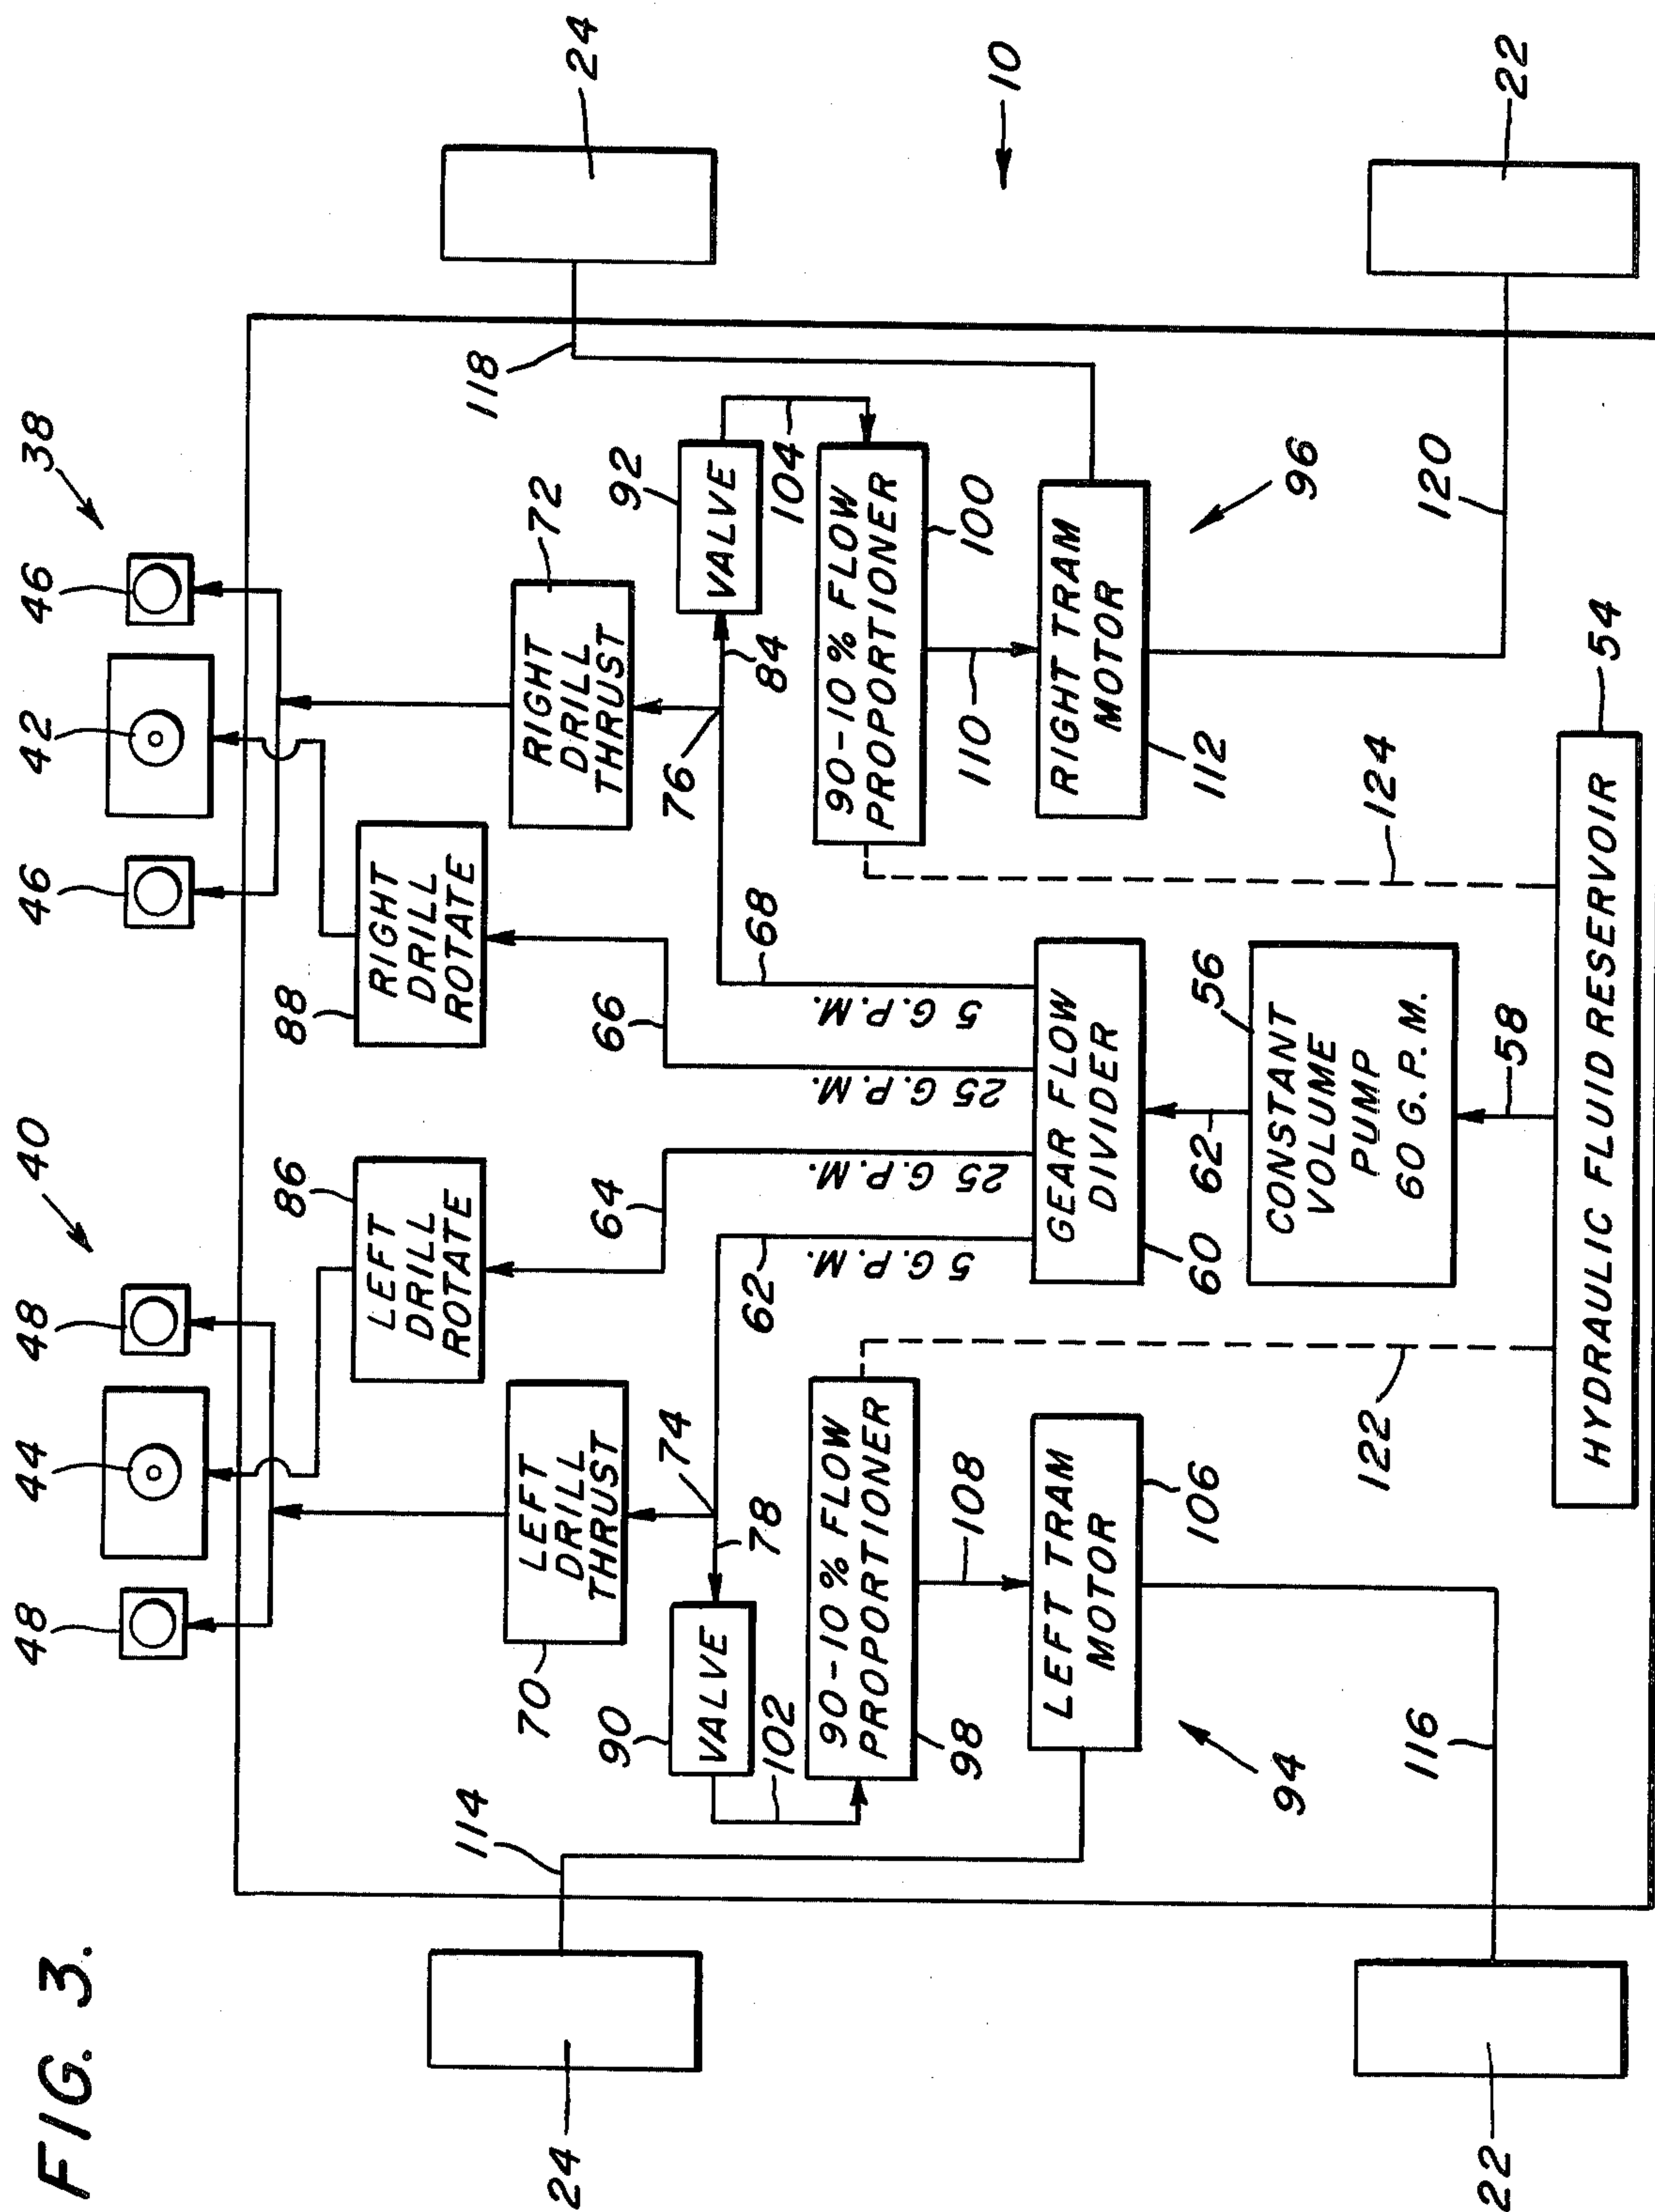 FIG. 3.
40
38
48
44
48
46
42
46
86
88
LEFT
DRILL
ROTATE
RIGHT
DRILL
ROTATE
114
118
24
24
70
LEFT
DRILL
THRUST
RIGHT
DRILL
THRUST
72
90
VALVE
78
74
62
64
66
68
76
84
VALVE
92
102
104
5 G.P.M.
25 G.P.M.
25 G.P.M.
5 G.P.M.
90-10% FLOW
PROPORTIONER
90-10% FLOW
PROPORTIONER
98
108
110
100
10
LEFT TRAM
MOTOR
GEAR FLOW
DIVIDER
RIGHT TRAM
MOTOR
106
60
62
56
112
94
96
CONSTANT
VOLUME
PUMP
60 G.P.M.
122
124
116
120
58
54
22
22
HYDRAULIC FLUID RESERVOIR